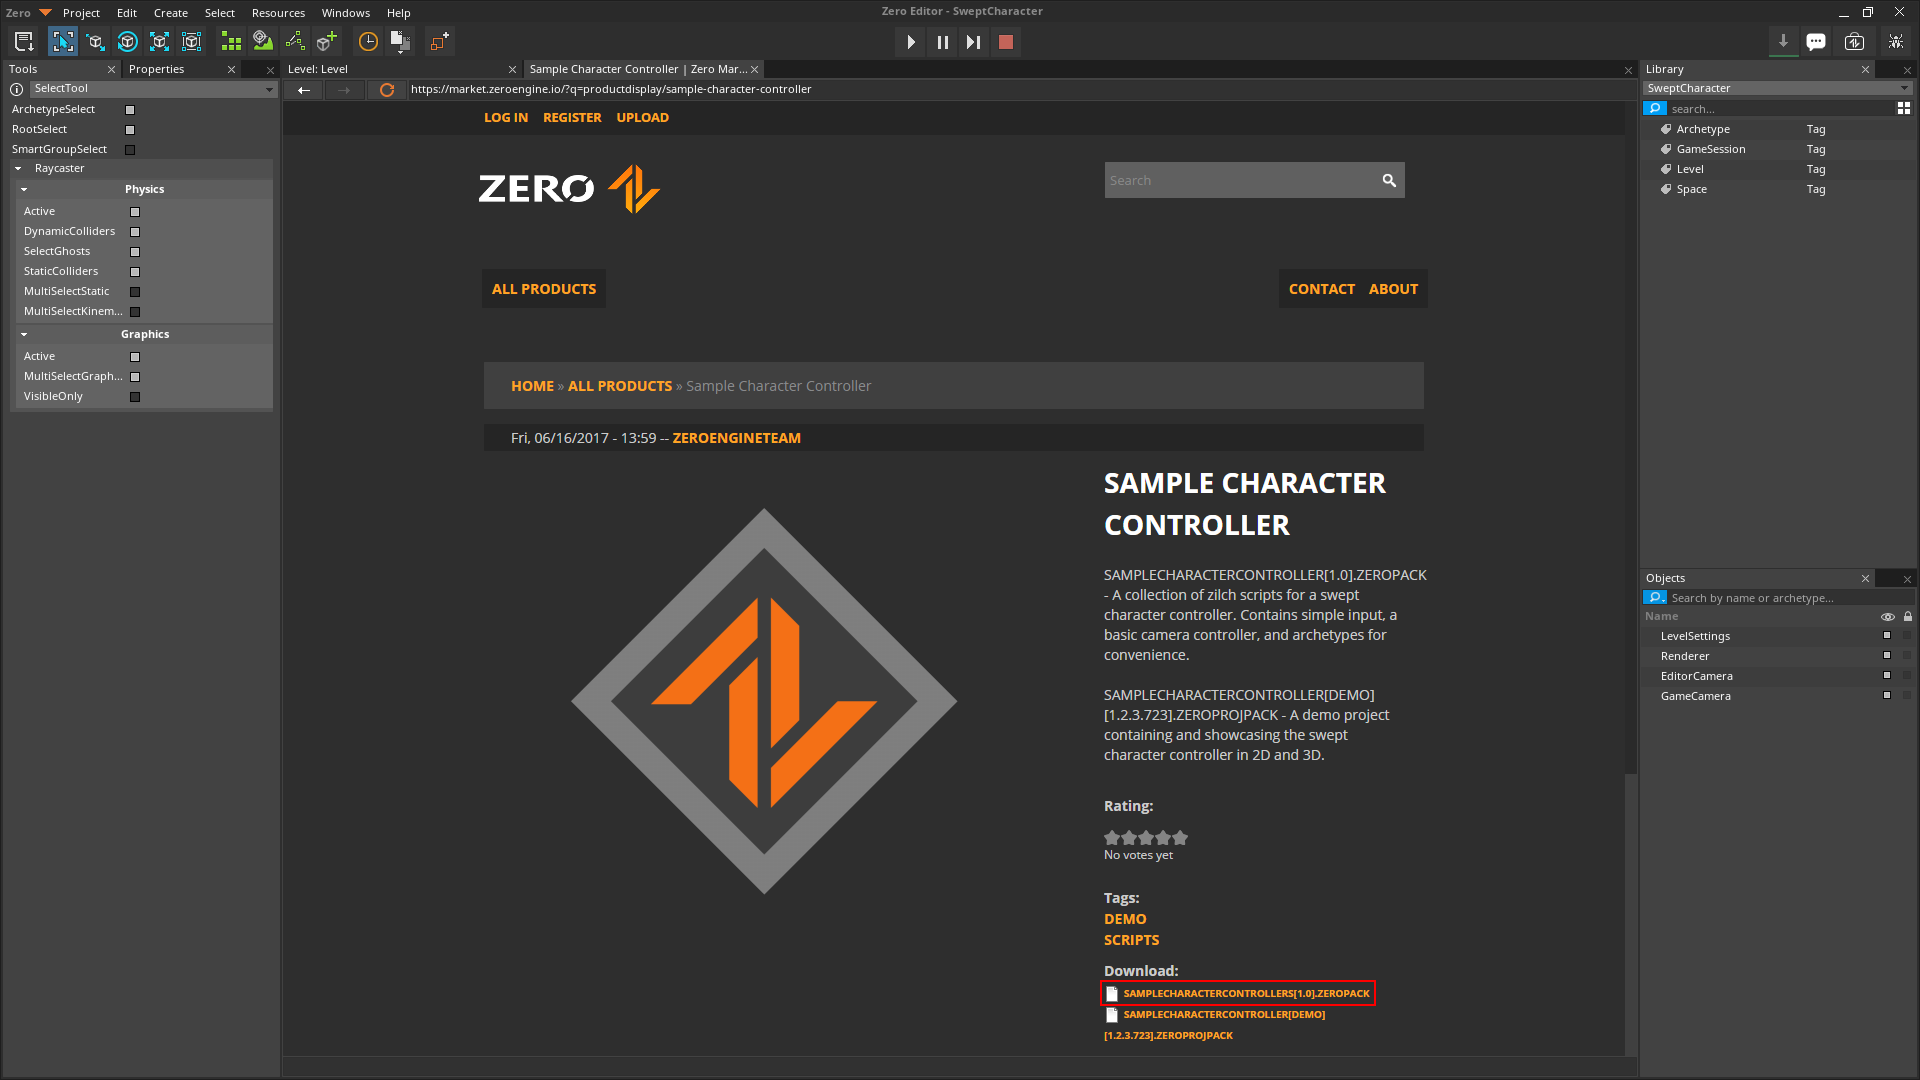 Zero Project Edit Create Select Resources Windows Help
Zero Editor - SweptCharacter
Tools
Properties
SelectTool
ArchetypeSelect
RootSelect
SmartGroupSelect
Raycaster
Physics
Active
DynamicColliders
SelectGhosts
StaticColliders
MultiSelectStatic
MultiSelectKinem...
Graphics
Active
MultiSelectGraph...
VisibleOnly
Level: Level
Sample Character Controller | Zero Mar...
https://market.zeroengine.io/?q=productdisplay/sample-character-controller
LOG IN REGISTER UPLOAD
ZERO
Search
ALL PRODUCTS
CONTACT ABOUT
HOME » ALL PRODUCTS » Sample Character Controller
Fri, 06/16/2017 - 13:59 -- ZEROENGINETEAM
SAMPLE CHARACTER
CONTROLLER
SAMPLECHARACTERCONTROLLER[1.0].ZEROPACK
- A collection of zilch scripts for a swept
character controller. Contains simple input, a
basic camera controller, and archetypes for
convenience.
SAMPLECHARACTERCONTROLLER[DEMO]
[1.2.3.723].ZEROPROJPACK - A demo project
containing and showcasing the swept
character controller in 2D and 3D.
Rating:
No votes yet
Tags:
DEMO
SCRIPTS
Download:
SAMPLECHARACTERCONTROLLERS[1.0].ZEROPACK
SAMPLECHARACTERCONTROLLER[DEMO]
[1.2.3.723].ZEROPROJPACK
Library
SweptCharacter
search...
Archetype Tag
GameSession Tag
Level Tag
Space Tag
Objects
Search by name or archetype...
Name
LevelSettings
Renderer
EditorCamera
GameCamera